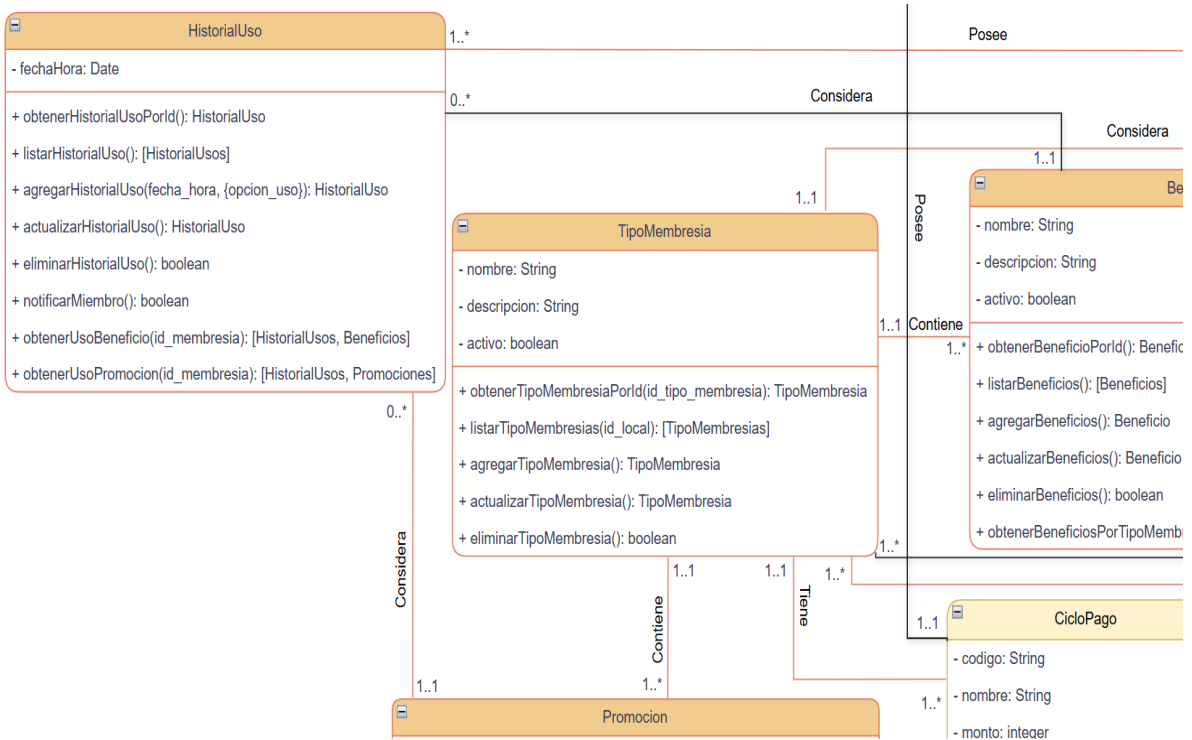 HistorialUso
- fechaHora: Date
+ obtenerHistorialUsoPorId(): HistorialUso
+ listarHistorialUso(): [HistorialUsos]
+ agregarHistorialUso(fecha_hora, {opcion_uso}): HistorialUso
+ actualizarHistorialUso(): HistorialUso
+ eliminarHistorialUso(): boolean
+ notificarMiembro(): boolean
+ obtenerUsoBeneficio(id_membresia): [HistorialUsos, Beneficios]
+ obtenerUsoPromocion(id_membresia): [HistorialUsos, Promociones]
1..*
Posee
0..*
Considera
Considera
1..1
1..1
Posee
TipoMembresia
- nombre: String
- descripcion: String
- activo: boolean
+ obtenerTipoMembresiaPorId(id_tipo_membresia): TipoMembresia
+ listarTipoMembresias(id_local): [TipoMembresias]
+ agregarTipoMembresia(): TipoMembresia
+ actualizarTipoMembresia(): TipoMembresia
+ eliminarTipoMembresia(): boolean
1..1
Contiene
1..*
Be
- nombre: String
- descripcion: String
- activo: boolean
+ obtenerBeneficioPorId(): Benefic
+ listarBeneficios(): [Beneficios]
+ agregarBeneficios(): Beneficio
+ actualizarBeneficios(): Beneficio
+ eliminarBeneficios(): boolean
+ obtenerBeneficiosPorTipoMembr
0..*
Considera
1..1
1..1
Contiene
1..*
1..1
Tiene
1..*
1..*
1..1
1..*
CicloPago
- codigo: String
- nombre: String
- monto: integer
Promocion